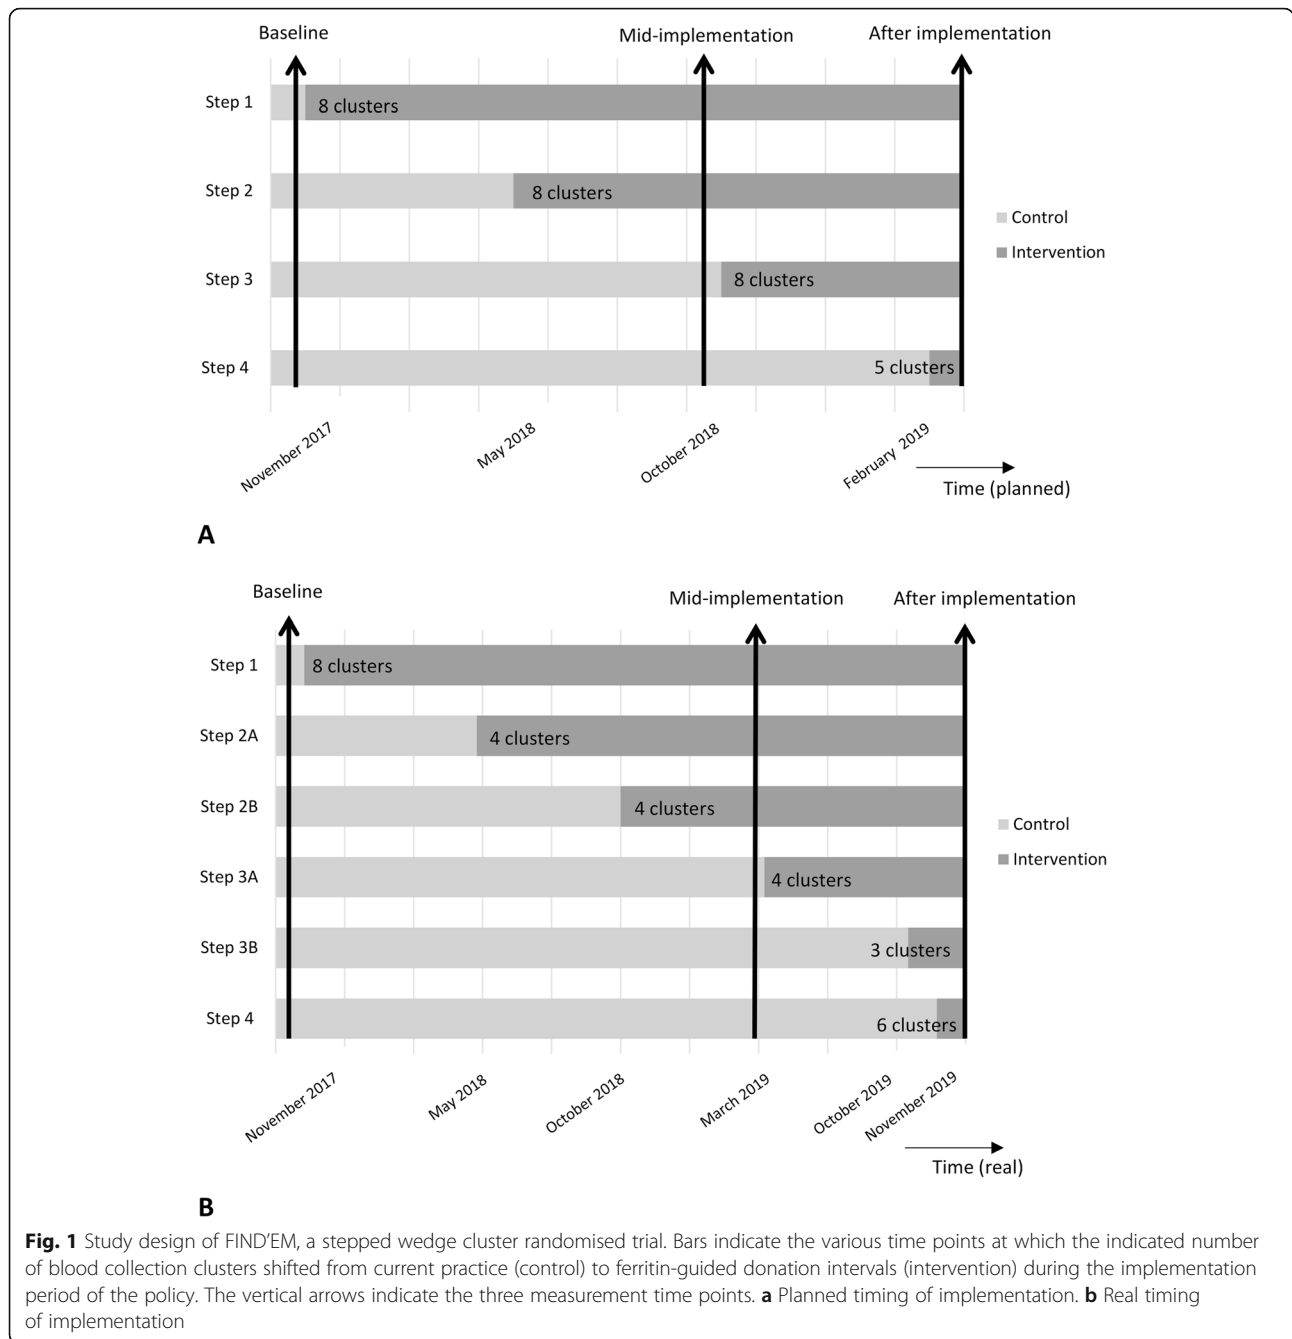 Baseline
Mid-implementation
After implementation
Step 1
8 clusters
Step 2
8 clusters
Step 3
8 clusters
Step 4
5 clusters
Control
Intervention
November 2017
May 2018
October 2018
February 2019
Time (planned)
A
Baseline
Mid-implementation
After implementation
Step 1
8 clusters
Step 2A
4 clusters
Step 2B
4 clusters
Step 3A
4 clusters
Step 3B
3 clusters
Step 4
6 clusters
Control
Intervention
November 2017
May 2018
October 2018
March 2019
October 2019
November 2019
Time (real)
B
Fig. 1 Study design of FIND'EM, a stepped wedge cluster randomised trial. Bars indicate the various time points at which the indicated number
of blood collection clusters shifted from current practice (control) to ferritin-guided donation intervals (intervention) during the implementation
period of the policy. The vertical arrows indicate the three measurement time points. a Planned timing of implementation. b Real timing
of implementation